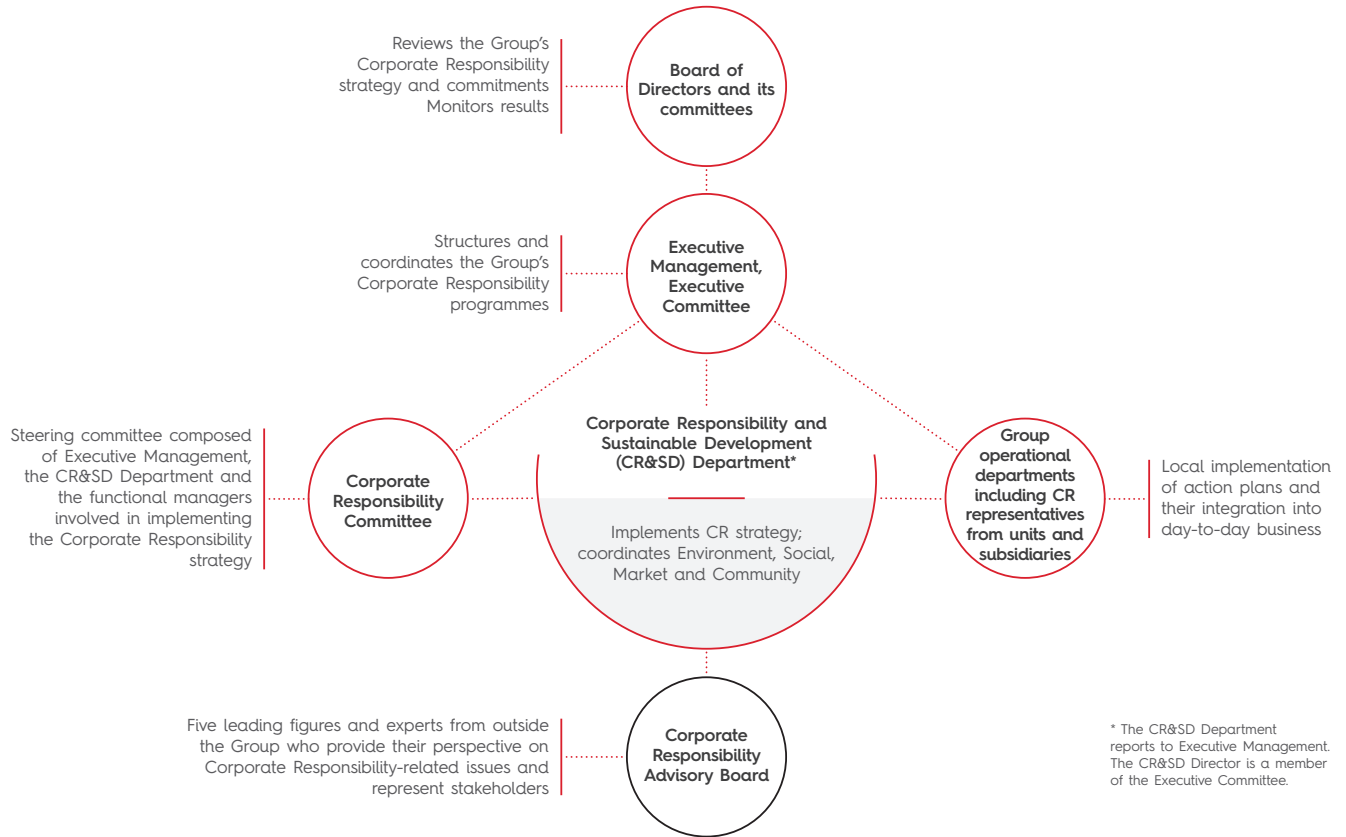 Reviews the Group's
Corporate Responsibility
strategy and commitments
Monitors results
Board of
Directors and its
committees
Structures and
coordinates the Group's
Corporate Responsibility
programmes
Executive
Management,
Executive
Committee
Steering committee composed
of Executive Management,
the CR&SD Department and
the functional managers
involved in implementing
the Corporate Responsibility
strategy
Corporate
Responsibility
Committee
Corporate Responsibility and
Sustainable Development
(CR&SD) Department*
Implements CR strategy;
coordinates Environment, Social,
Market and Community
Group
operational
departments
including CR
representatives
from units and
subsidiaries
Local implementation
of action plans and
their integration into
day-to-day business
Five leading figures and experts from outside
the Group who provide their perspective on
Corporate Responsibility-related issues and
represent stakeholders
Corporate
Responsibility
Advisory Board
* The CR&SD Department
reports to Executive Management.
The CR&SD Director is a member
of the Executive Committee.